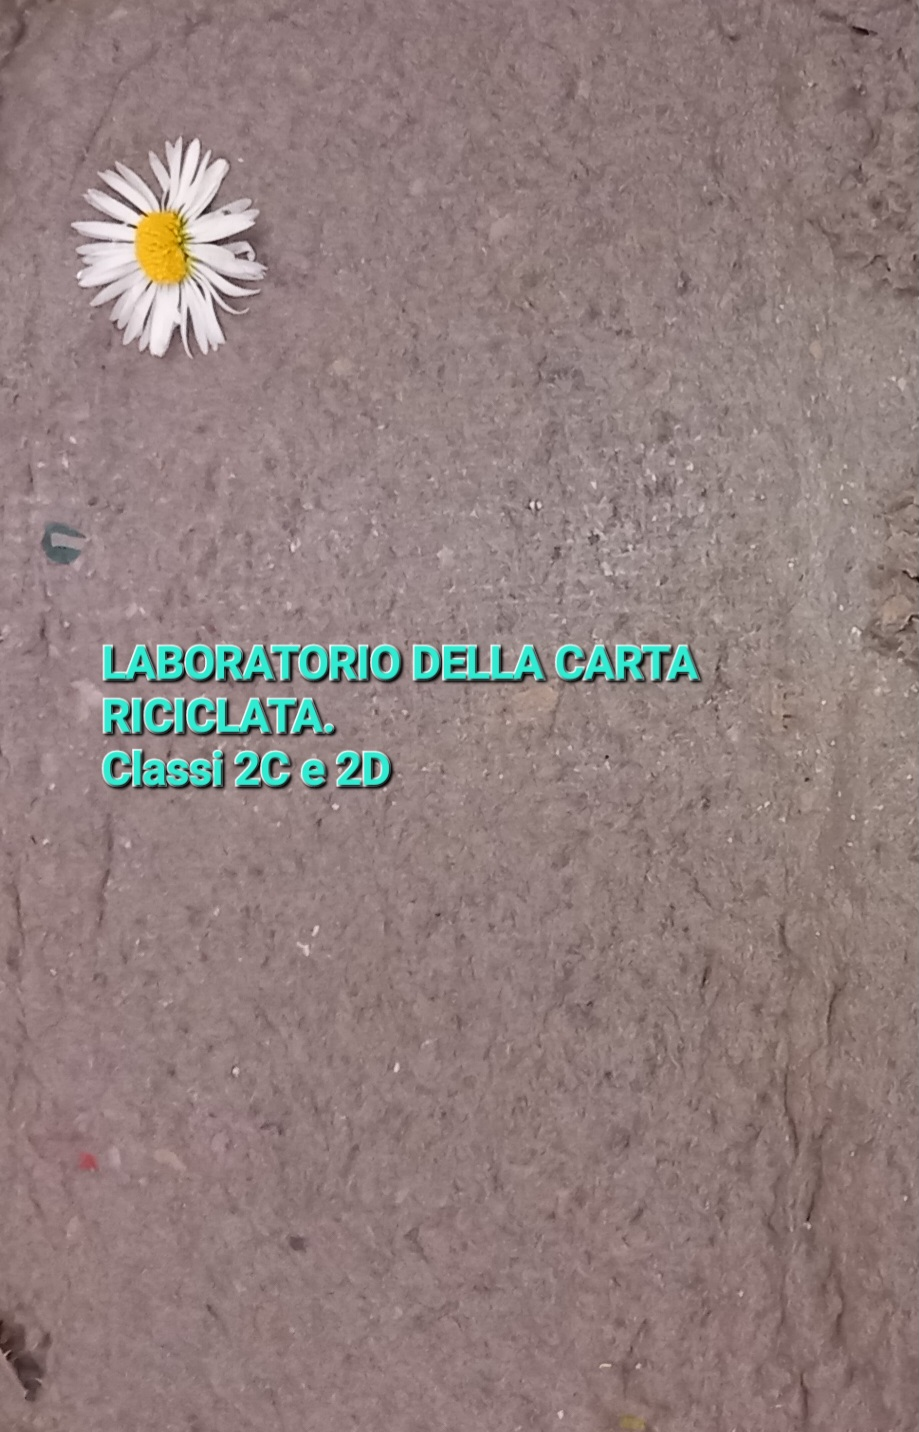 LABORATORIO DELLA CARTA
RICICLATA.
Classi 2C e 2D